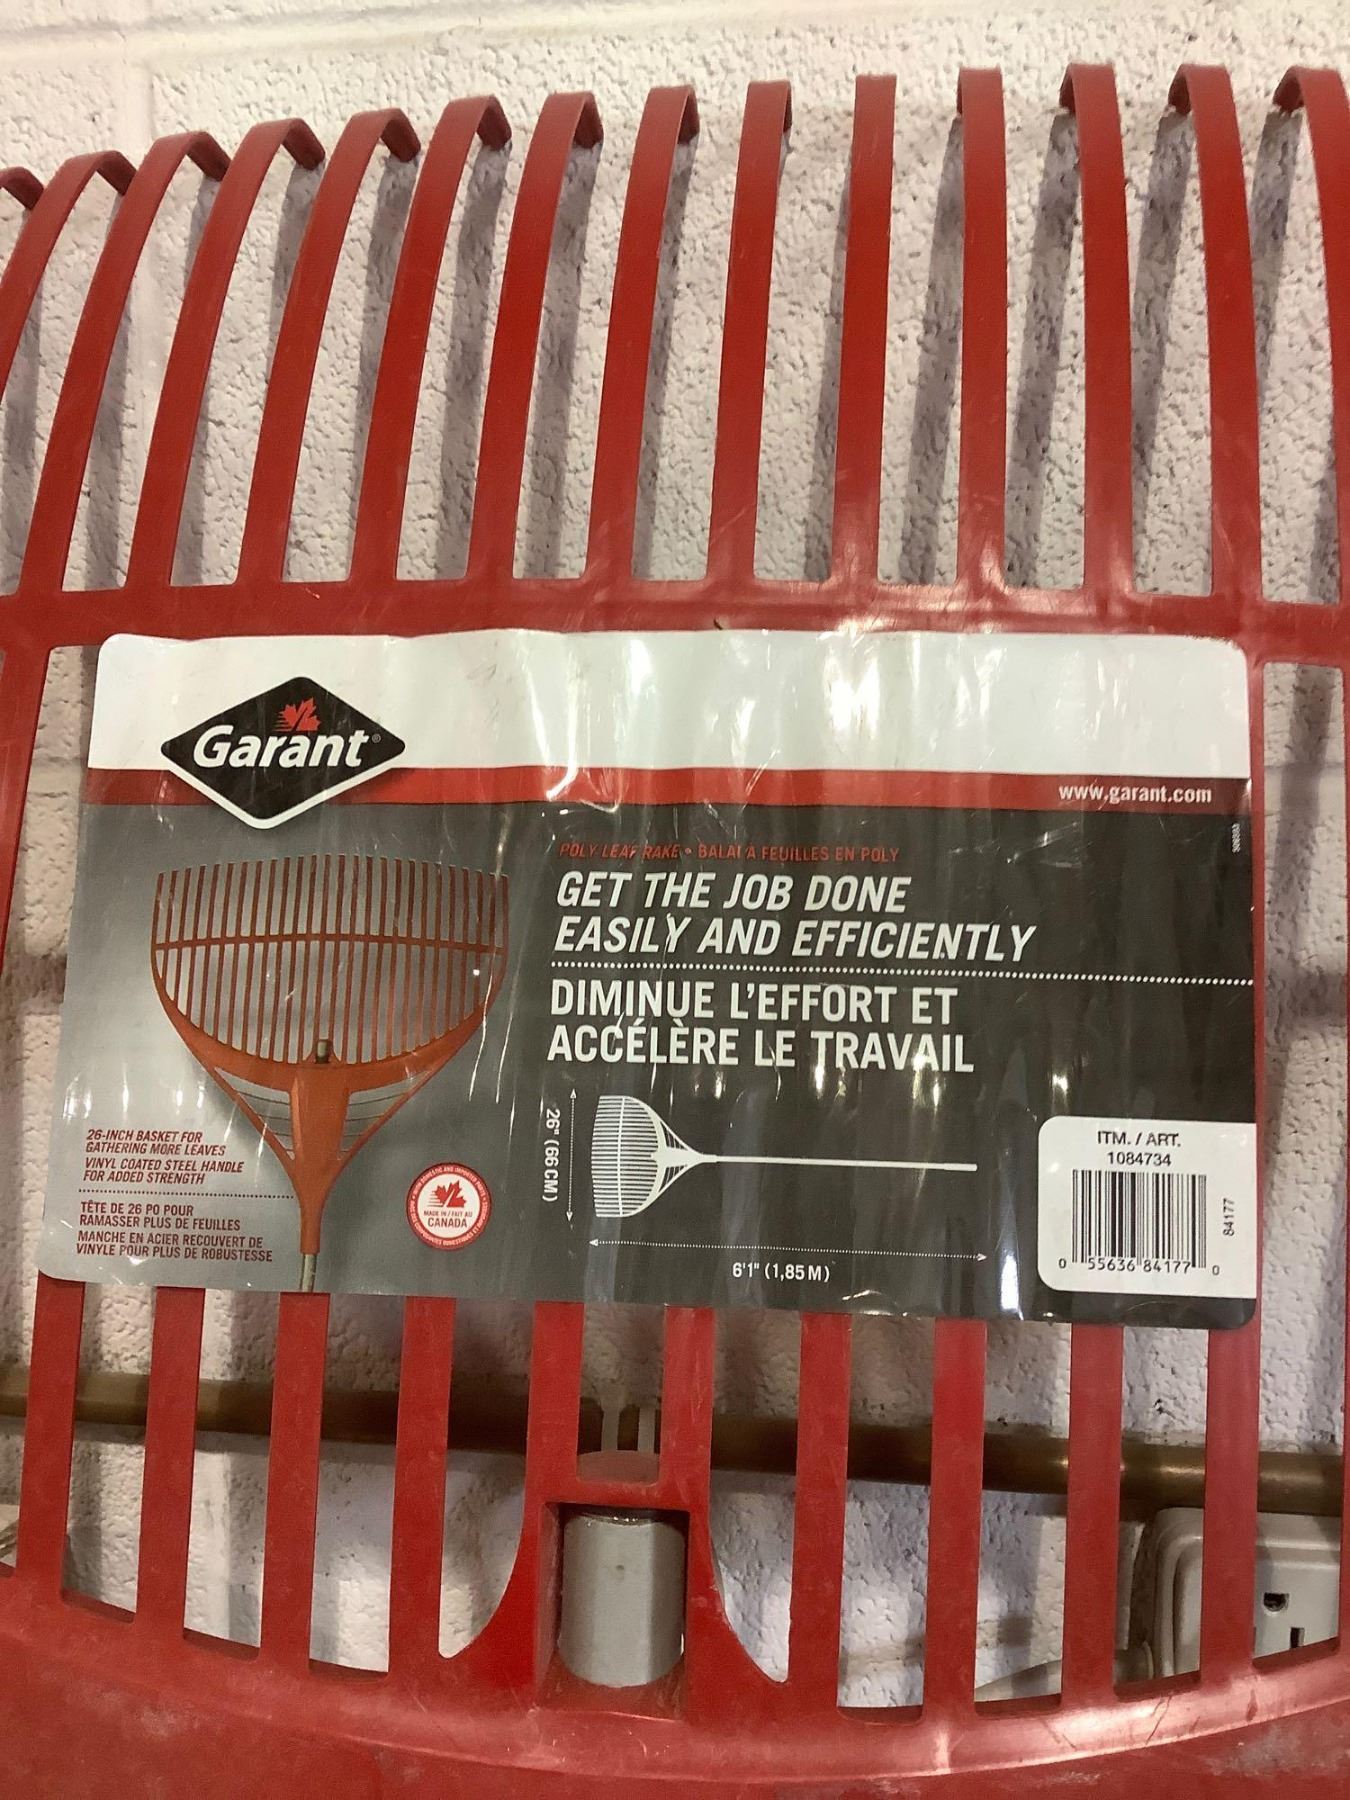 Garant®
www.garant.com
308383
POLY LEAF RAKE • BALAI À FEUILLES EN POLY
GET THE JOB DONE
EASILY AND EFFICIENTLY
DIMINUE L'EFFORT ET
ACCÉLÈRE LE TRAVAIL
26-INCH BASKET FOR
GATHERING MORE LEAVES
VINYL COATED STEEL HANDLE
FOR ADDED STRENGTH
TÊTE DE 26 PO POUR
RAMASSER PLUS DE FEUILLES
MANCHE EN ACIER RECOUVERT DE
VINYLE POUR PLUS DE ROBUSTESSE
MADE IN / FAIT AU
CANADA
26" (66 CM)
6'1" (1,85 M)
ITM. / ART.
1084734
84177
0 55636 84177 0